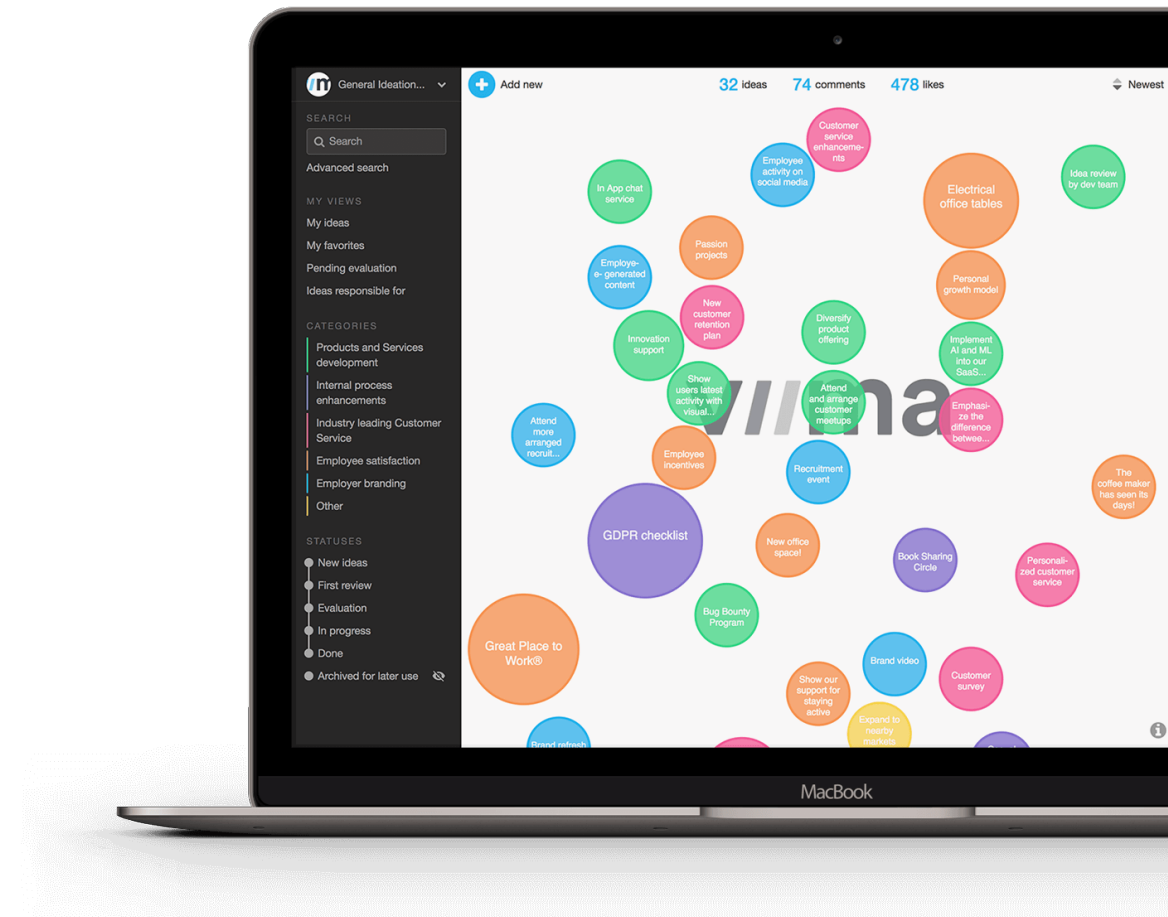 General Ideation...
Add new
32 ideas
74 comments
478 likes
Newest
SEARCH
Search
Advanced search
MY VIEWS
My ideas
My favorites
Pending evaluation
Ideas responsible for
CATEGORIES
Products and Services
development
Internal process
enhancements
Industry leading Customer
Service
Employee satisfaction
Employer branding
Other
STATUSES
New ideas
First review
Evaluation
In progress
Done
Archived for later use
Customer
service
enhanceme-
nts
Employee
activity on
social media
In App chat
service
Electrical
office tables
Idea review
by dev team
Passion
projects
Employe-
e- generated
content
Personal
growth model
New
customer
retention
plan
Innovation
support
Diversify
product
offering
Implement
AI and ML
into our
SaaS...
Show
users latest
activity with
visual...
Attend
and arrange
customer
meetups
viima
Emphasi-
ze the
difference
betwee...
Attend
more
arranged
recruit...
Employee
incentives
Recruitment
event
The
coffee maker
has seen its
days!
GDPR checklist
New office
space!
Book Sharing
Circle
Personali-
zed customer
service
Bug Bounty
Program
Great Place to
Work®
Brand video
Show our
support for
staying
active
Customer
survey
Expand to
nearby
markets
Brand refresh
MacBook